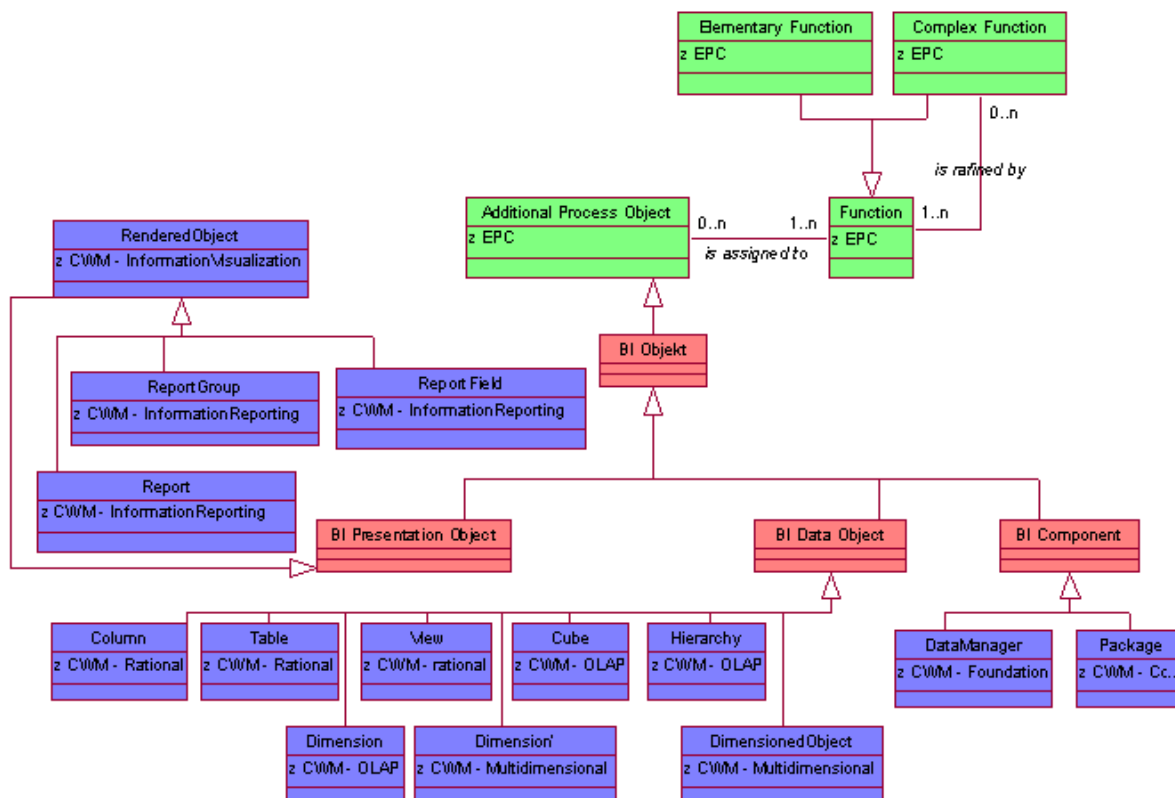 Elementary Function
z EPC
Complex Function
z EPC
0..n
is rafined by
Additional Process Object
z EPC
0..n
1..n
is assigned to
Function
z EPC
1..n
RenderedObject
z CWM - InformationVisualization
BI Objekt
ReportGroup
z CWM - InformationReporting
Report Field
z CWM - InformationReporting
Report
z CWM - InformationReporting
BI Presentation Object
BI Data Object
BI Component
Column
z CWM - Rational
Table
z CWM - Rational
View
z CWM - rational
Cube
z CWM - OLAP
Hierarchy
z CWM - OLAP
DataManager
z CWM - Foundation
Package
z CWM - Cc...
Dimension
z CWM - OLAP
Dimension'
z CWM - Multidimensional
DimensionedObject
z CWM - Multidimensional